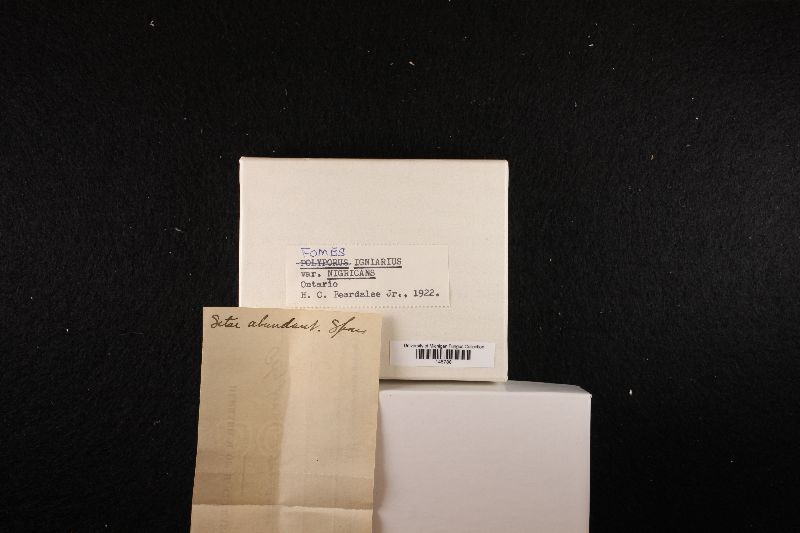 FOMES
POLYPORUS IGNIARIUS
var. NIGRICANS
Ontario
H. C. Beardslee Jr., 1922.
Setae abundant. Spores
University of Michigan Fungus Collection